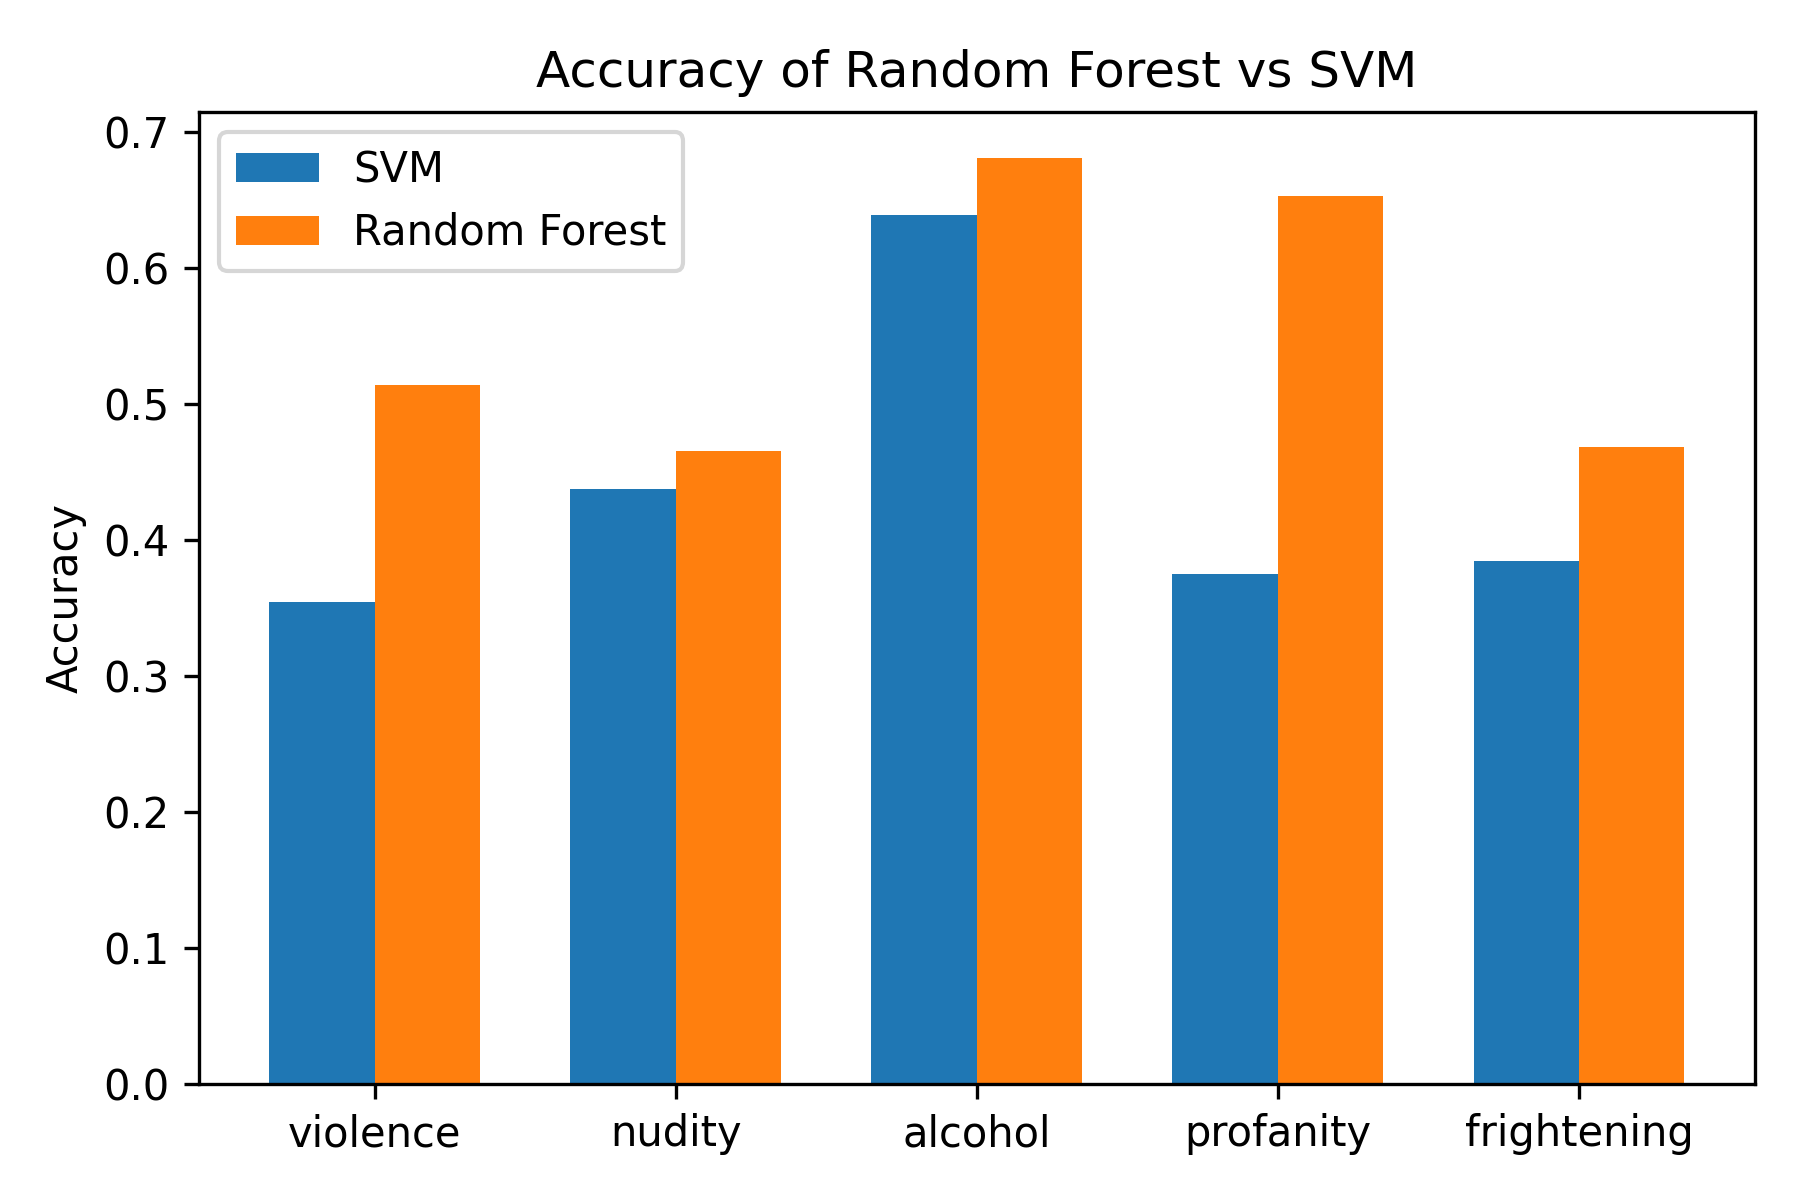 Accuracy of Random Forest vs SVM
SVM
Random Forest
Accuracy
0.7
0.6
0.5
0.4
0.3
0.2
0.1
0.0
violence nudity alcohol profanity frightening